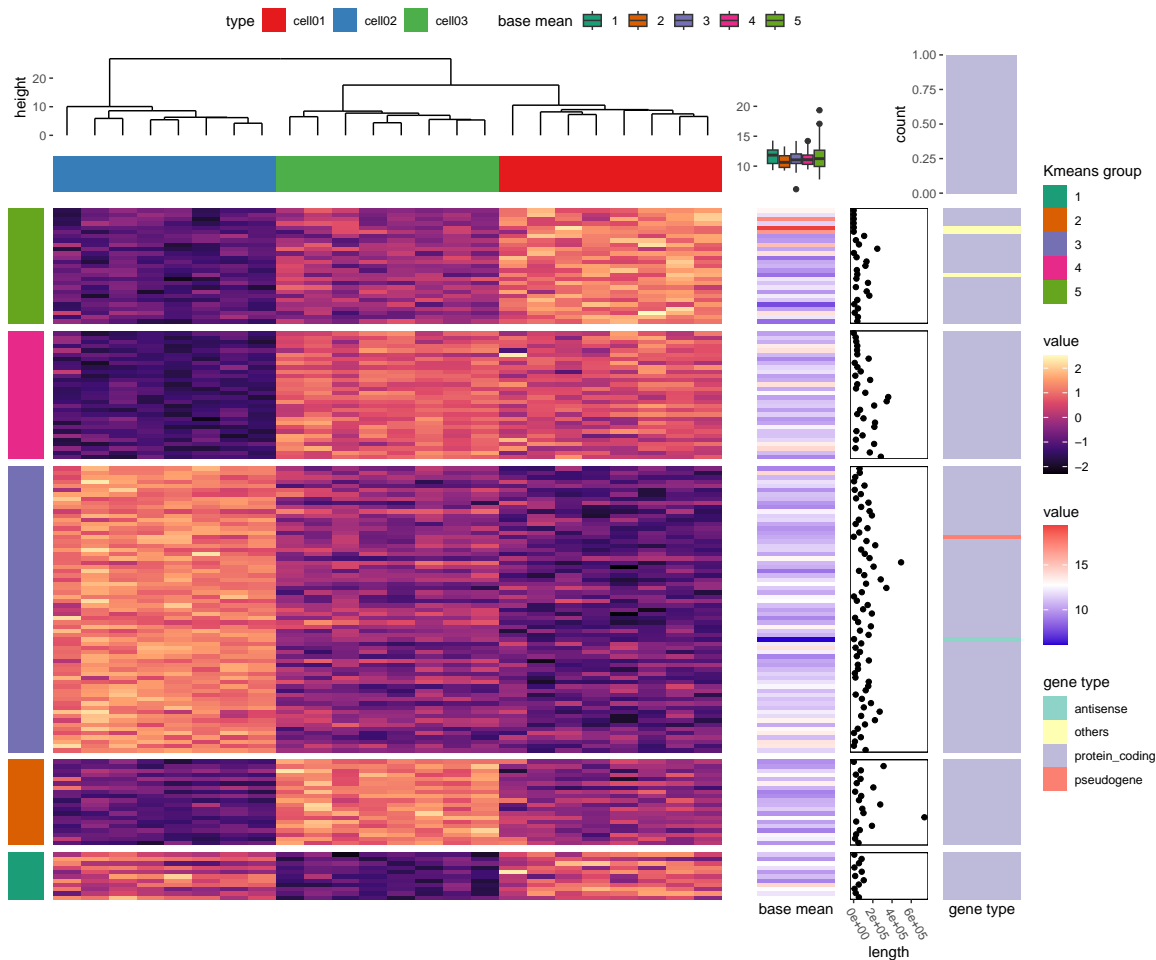 type cell01 cell02 cell03 base mean 1 2 3 4 5
height
20
10
0
20
15
10
count
1.00
0.75
0.50
0.25
0.00
Kmeans group
1
2
3
4
5
value
2
1
0
−1
−2
value
15
10
gene type
antisense
others
protein_coding
pseudogene
base mean
0e+00
2e+05
4e+05
6e+05
length
gene type